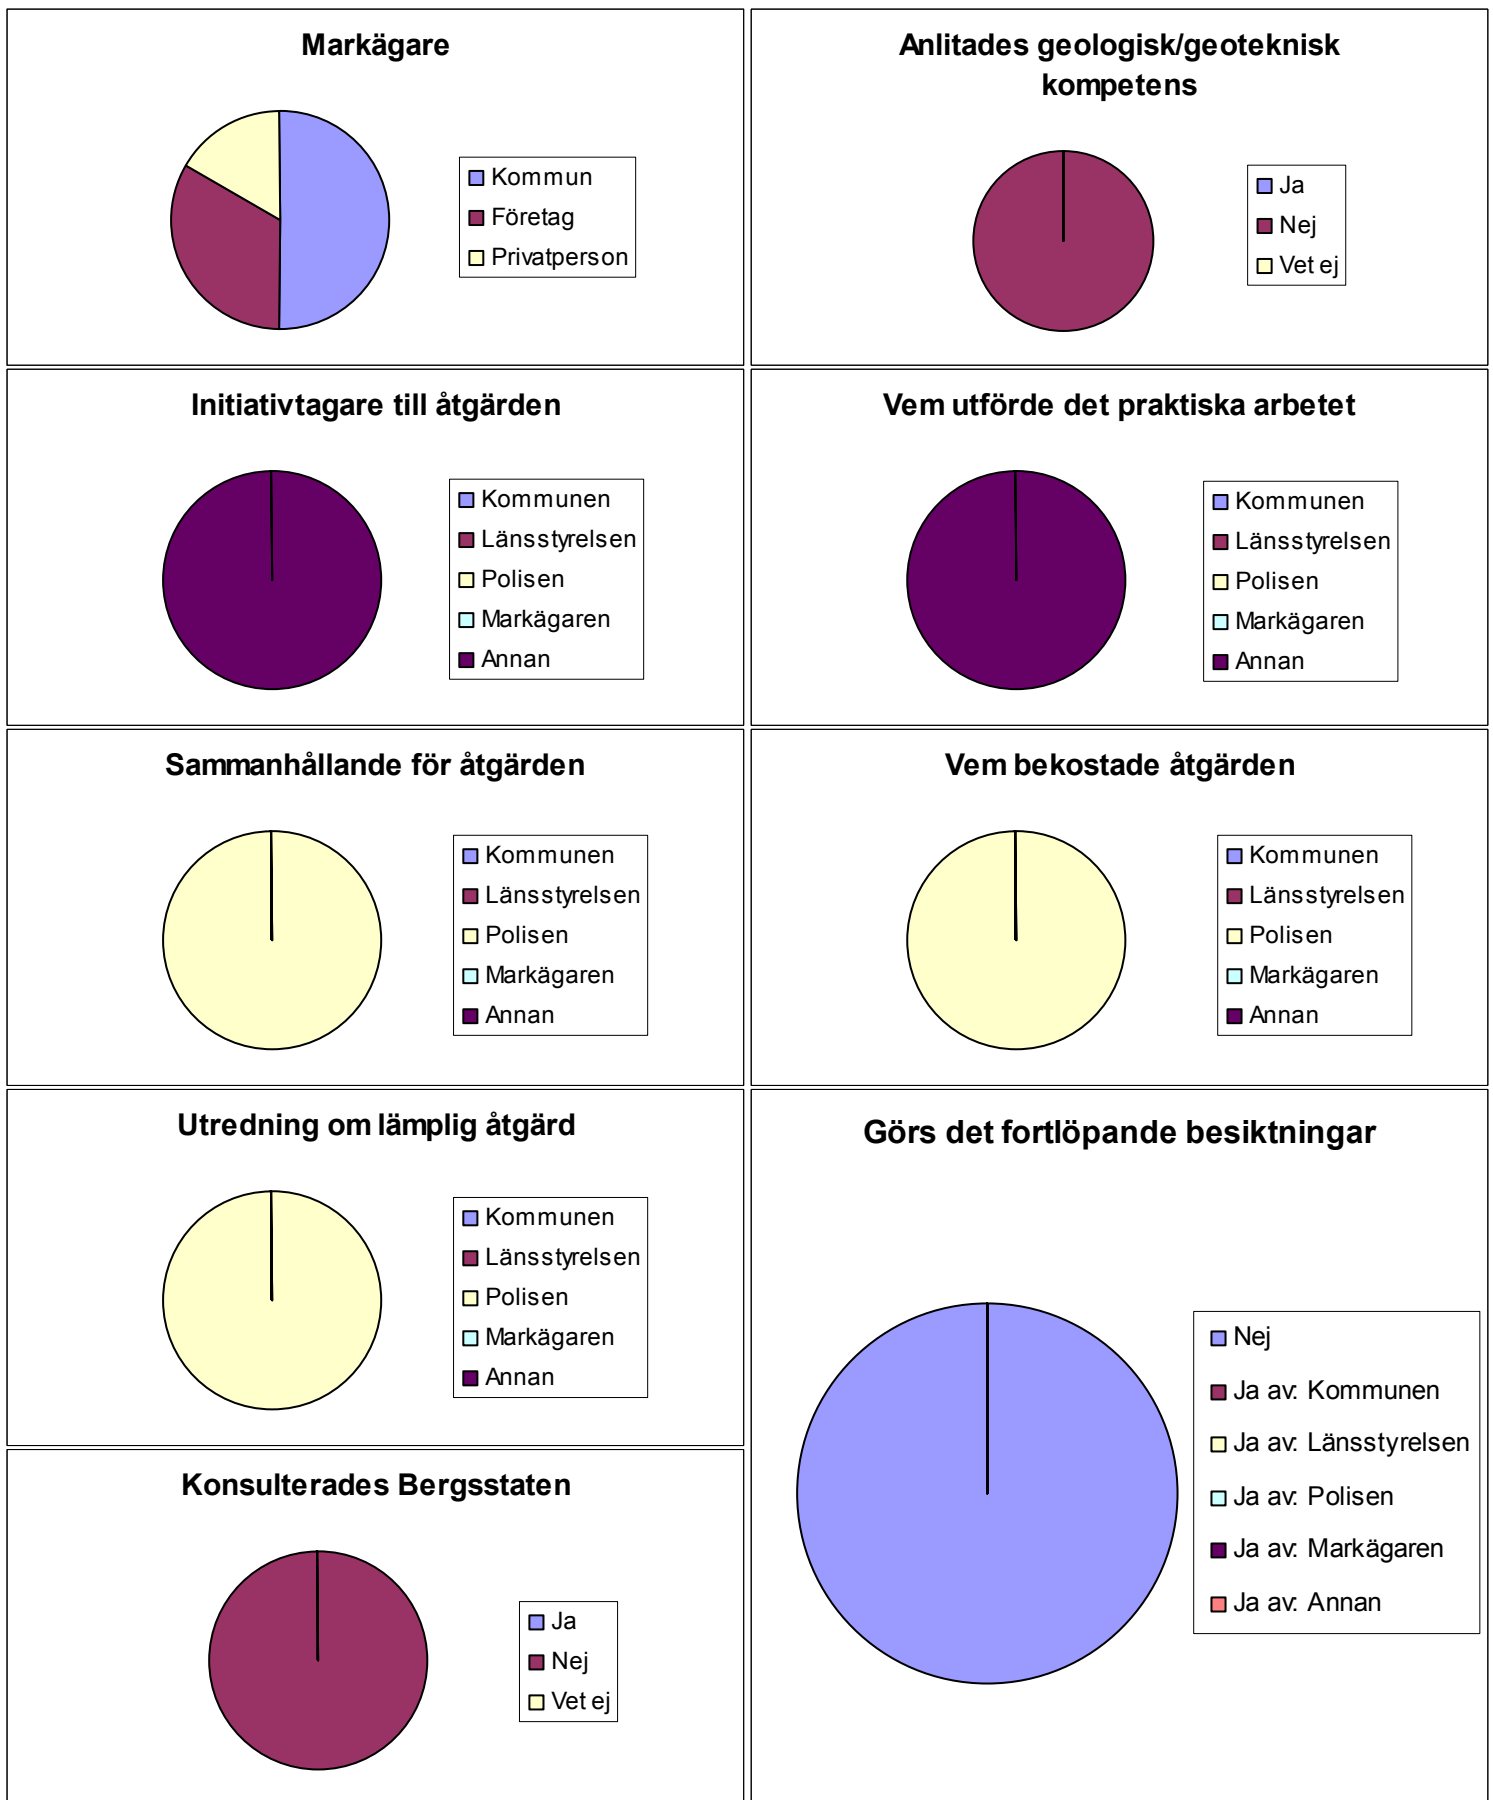 Markägare
Kommun
Företag
Privatperson
Anlitades geologisk/geoteknisk
kompetens
Ja
Nej
Vet ej
Initiativtagare till åtgärden
Kommunen
Länsstyrelsen
Polisen
Markägaren
Annan
Vem utförde det praktiska arbetet
Kommunen
Länsstyrelsen
Polisen
Markägaren
Annan
Sammanhållande för åtgärden
Kommunen
Länsstyrelsen
Polisen
Markägaren
Annan
Vem bekostade åtgärden
Kommunen
Länsstyrelsen
Polisen
Markägaren
Annan
Utredning om lämplig åtgärd
Kommunen
Länsstyrelsen
Polisen
Markägaren
Annan
Görs det fortlöpande besiktningar
Nej
Ja av: Kommunen
Ja av: Länsstyrelsen
Ja av: Polisen
Ja av: Markägaren
Ja av: Annan
Konsulterades Bergsstaten
Ja
Nej
Vet ej